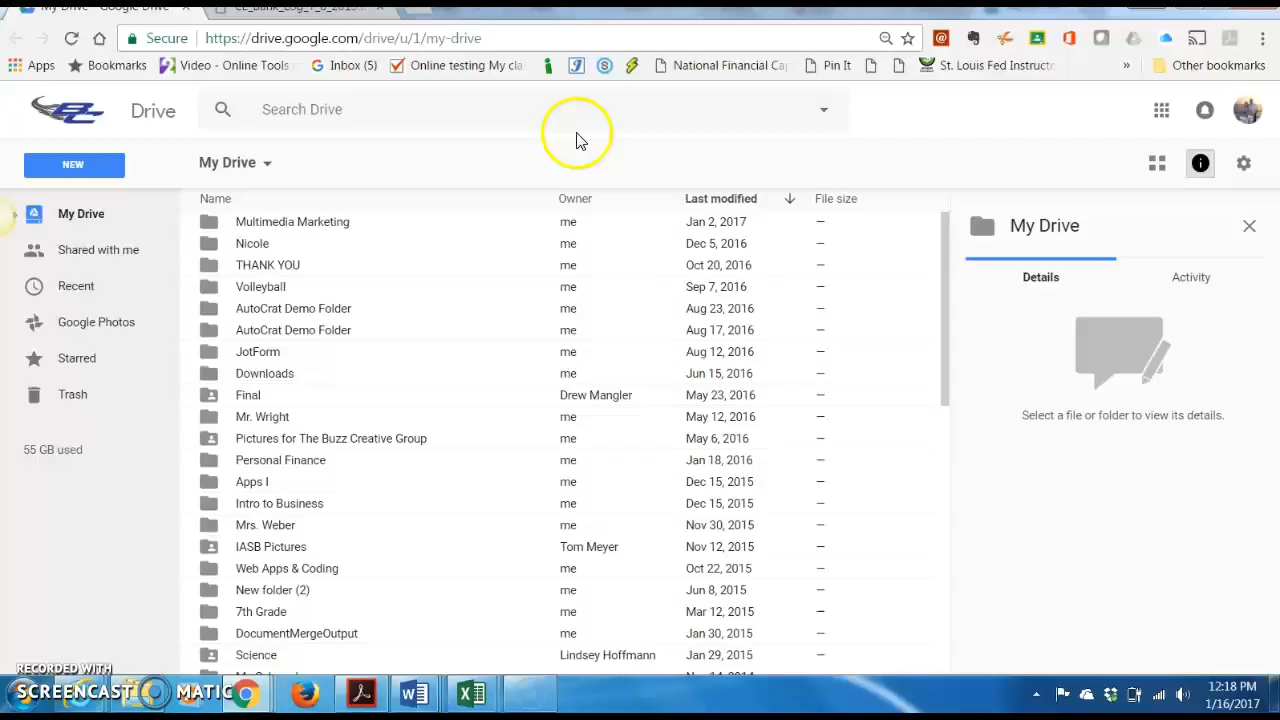 My Drive - Google Drive
CE_Bank_Log_7_8_2015...
Secure https://drive.google.com/drive/u/1/my-drive
Apps Bookmarks Video - Online Tools Inbox (5) Online testing My cla National Financial Ca Pin It St. Louis Fed Instructo » Other bookmarks
Drive Search Drive
NEW My Drive
My Drive
Shared with me
Recent
Google Photos
Starred
Trash
55 GB used
Name Owner Last modified File size
Multimedia Marketing me Jan 2, 2017 —
Nicole me Dec 5, 2016 —
THANK YOU me Oct 20, 2016 —
Volleyball me Sep 7, 2016 —
AutoCrat Demo Folder me Aug 23, 2016 —
AutoCrat Demo Folder me Aug 17, 2016 —
JotForm me Aug 12, 2016 —
Downloads me Jun 15, 2016 —
Final Drew Mangler May 23, 2016 —
Mr. Wright me May 12, 2016 —
Pictures for The Buzz Creative Group me May 6, 2016 —
Personal Finance me Jan 18, 2016 —
Apps I me Dec 15, 2015 —
Intro to Business me Dec 15, 2015 —
Mrs. Weber me Nov 30, 2015 —
IASB Pictures Tom Meyer Nov 12, 2015 —
Web Apps & Coding me Oct 22, 2015 —
New folder (2) me Jun 8, 2015 —
7th Grade me Mar 12, 2015 —
DocumentMergeOutput me Jan 30, 2015 —
Science Lindsey Hoffmann Jan 29, 2015 —
My Drive
Details Activity
Select a file or folder to view its details.
RECORDED WITH
SCREENCAST MATIC
12:18 PM
1/16/2017